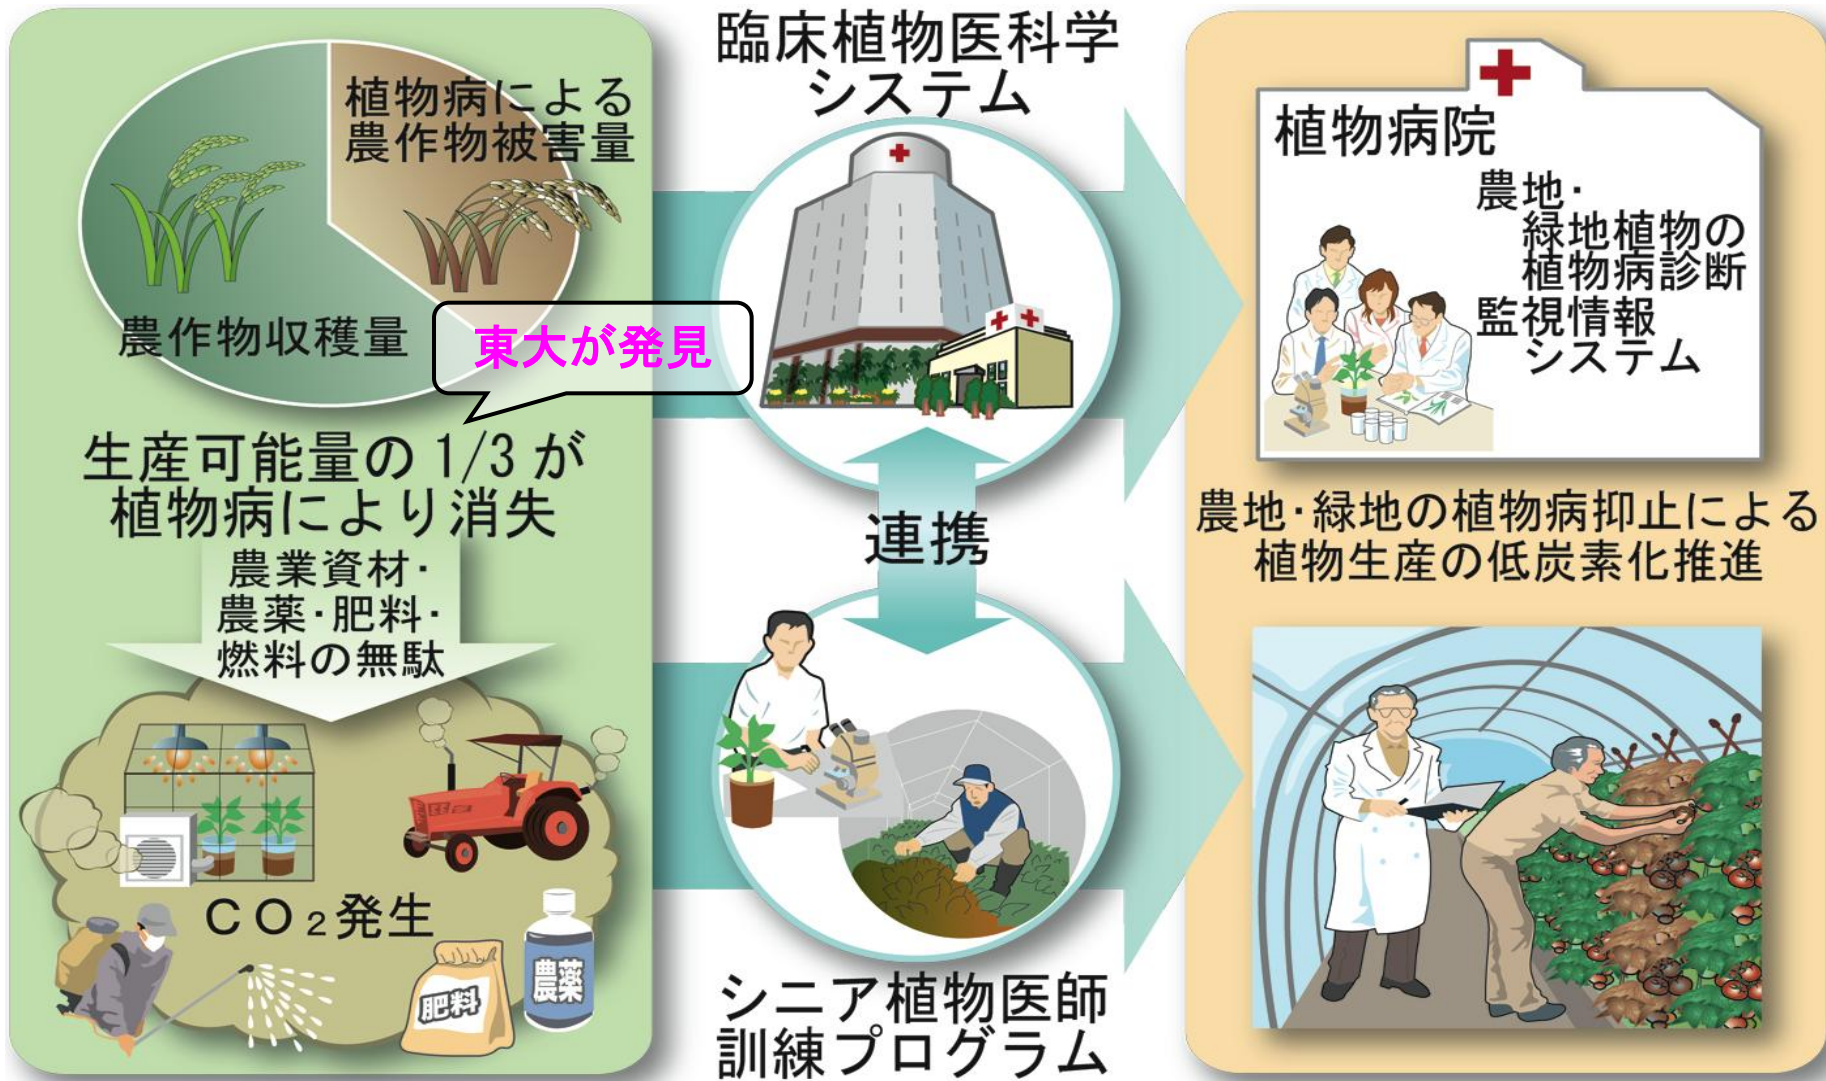 植物病による
農作物被害量
農作物収穫量
東大が発見
生産可能量の1/3が
植物病により消失
農業資材・
農薬・肥料・
燃料の無駄
CO₂発生
肥料
農薬
臨床植物医科学
システム
連携
シニア植物医師
訓練プログラム
植物病院
農地・
緑地植物の
植物病診断
監視情報
システム
農地・緑地の植物病抑止による
植物生産の低炭素化推進